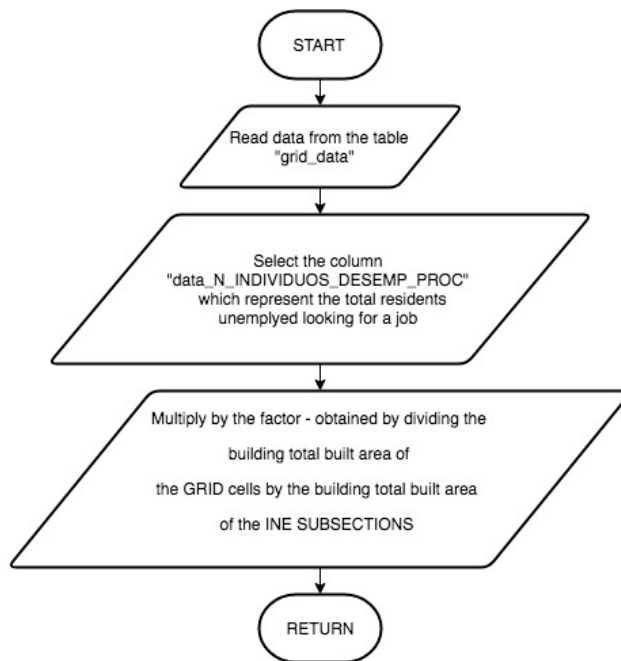 START
Read data from the table
"grid_data"
Select the column
"data_N_INDIVIDUOS_DESEMP_PROC"
which represent the total residents
unemplyed looking for a job
Multiply by the factor - obtained by dividing the
building total built area of
the GRID cells by the building total built area
of the INE SUBSECTIONS
RETURN